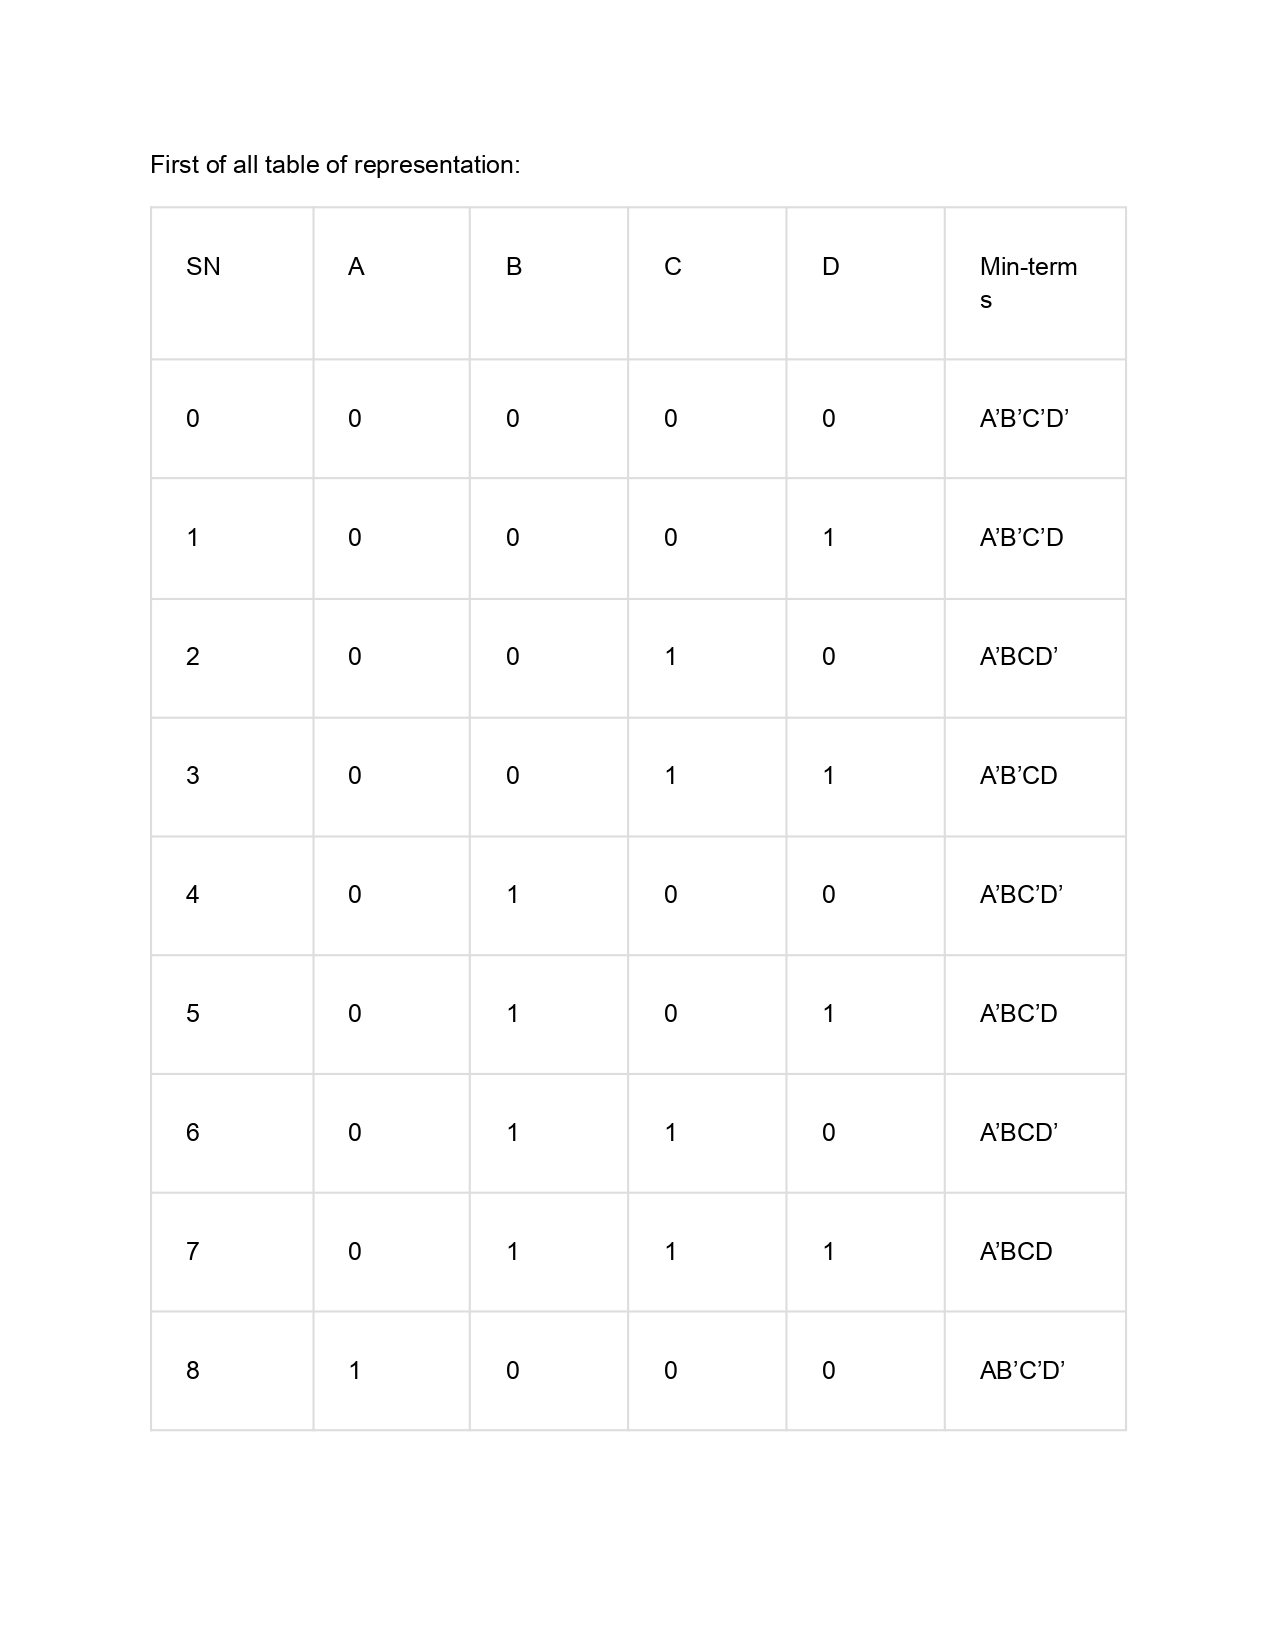 First of all table of representation:
SN A B C D Min-term
s
0 0 0 0 0 A’B’C’D’
1 0 0 0 1 A’B’C’D
2 0 0 1 0 A’BCD’
3 0 0 1 1 A’B’CD
4 0 1 0 0 A’BC’D’
5 0 1 0 1 A’BC’D
6 0 1 1 0 A’BCD’
7 0 1 1 1 A’BCD
8 1 0 0 0 AB’C’D’